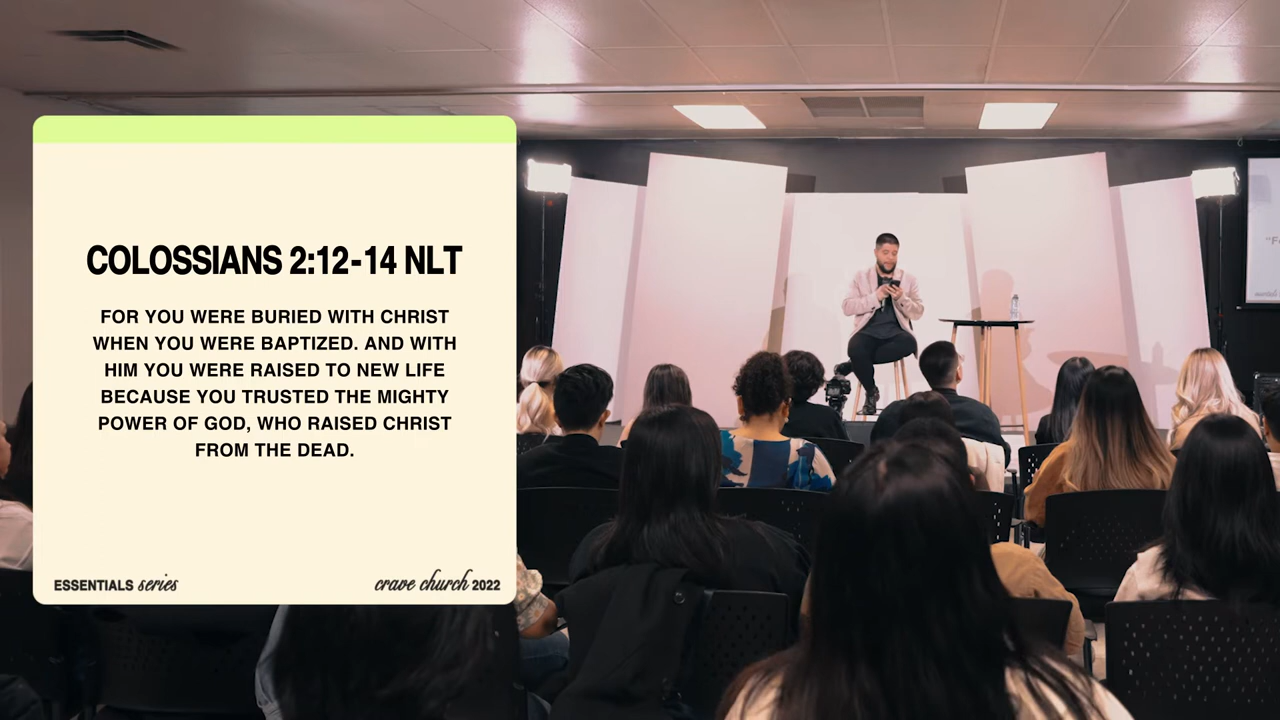 COLOSSIANS 2:12-14 NLT
FOR YOU WERE BURIED WITH CHRIST
WHEN YOU WERE BAPTIZED. AND WITH
HIM YOU WERE RAISED TO NEW LIFE
BECAUSE YOU TRUSTED THE MIGHTY
POWER OF GOD, WHO RAISED CHRIST
FROM THE DEAD.
ESSENTIALS series
crave church 2022